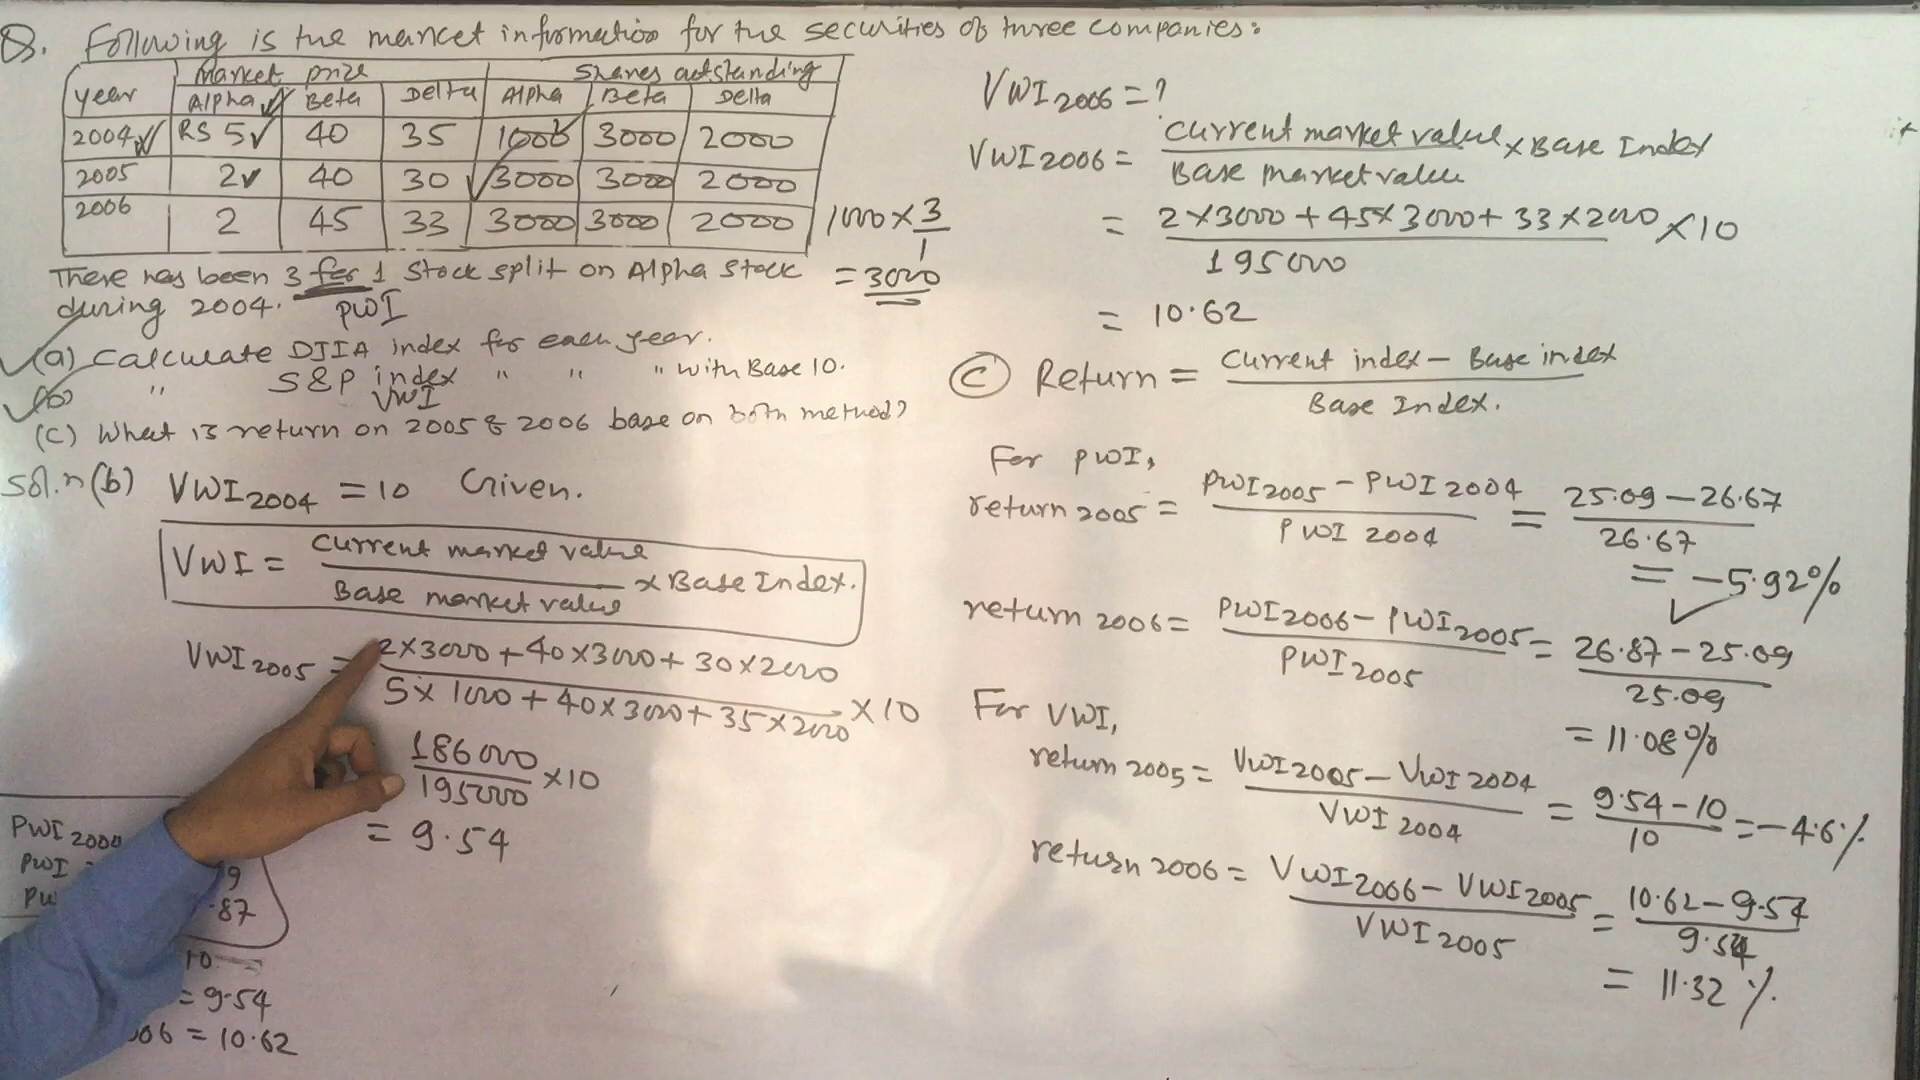 Q. Following is the market information for the securities of three companies:
year | Market prize | Shares outstanding
Alpha | Beta | Delta | Alpha | Beta | Delta
2004 | RS 5 | 40 | 35 | 1000 | 3000 | 2000
2005 | 2 | 40 | 30 | 3000 | 3000 | 2000
2006 | 2 | 45 | 33 | 3000 | 3000 | 2000
1000 × 3/1
= 3000
There has been 3 for 1 Stock split on Alpha Stock
during 2004.
PWI
(a) Calculate DJIA index for each year.
(b) " S&P index " " " with Base 10.
VWI
(c) What is return on 2005 & 2006 base on both method?
Sol.n (b) VWI 2004 = 10 Given.
VWI = Current market value / Base market value × Base Index.
VWI 2005 = 2×3000 + 40×3000 + 30×2000 / 5×1000 + 40×3000 + 35×2000 × 10
186000 / 195000 × 10
= 9.54
PWI 2004
PWI
9
PW
.87
10
= 9.54
006 = 10.62
VWI 2006 = ?
VWI 2006 = Current market value / Base market value × Base Index
= 2×3000 + 45×3000 + 33×2000 / 195000 × 10
= 10.62
(C) Return = Current index – Base index / Base Index.
For PWI,
return 2005 = PWI 2005 – PWI 2004 / PWI 2004 = 25.09 – 26.67 / 26.67
= –5.92%
return 2006 = PWI 2006 – PWI 2005 / PWI 2005 = 26.87 – 25.09 / 25.09
= 11.08%
For VWI,
return 2005 = VWI 2005 – VWI 2004 / VWI 2004 = 9.54 – 10 / 10 = –4.6%
return 2006 = VWI 2006 – VWI 2005 / VWI 2005 = 10.62 – 9.54 / 9.54
= 11.32 %